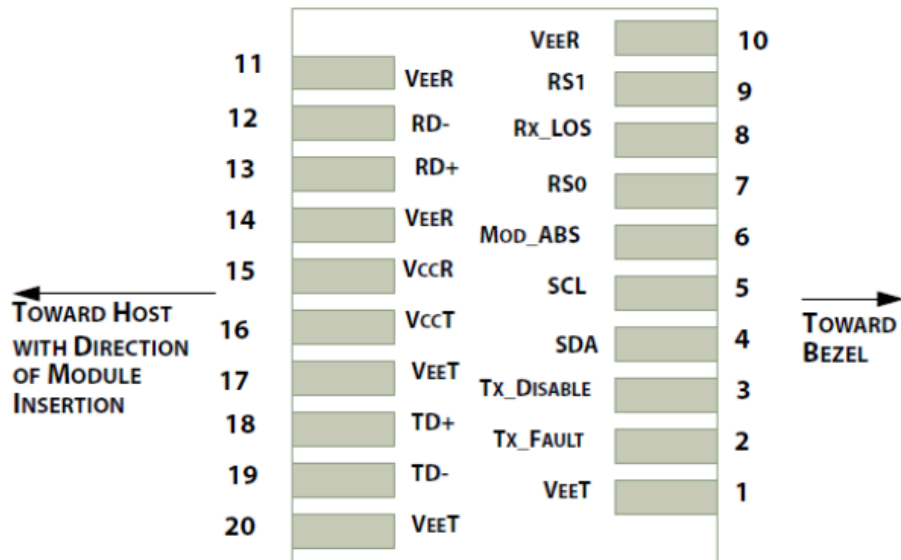 VEER 10
11 VEER
RS1 9
12 RD-
Rx_LOS 8
13 RD+
RS0 7
14 VEER
MOD_ABS 6
15 VCCR
SCL 5
TOWARD HOST
WITH DIRECTION
OF MODULE
INSERTION
TOWARD
BEZEL
16 VCCT
SDA 4
17 VEET
TX_DISABLE 3
18 TD+
TX_FAULT 2
19 TD-
VEET 1
20 VEET